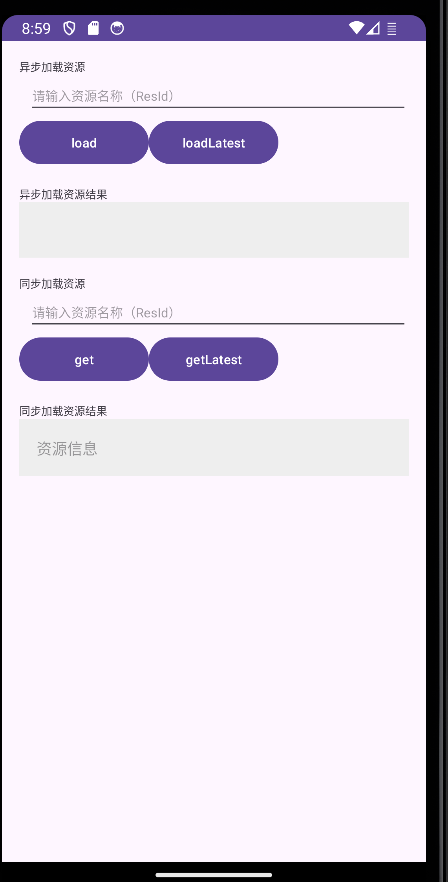 8:59
异步加载资源
请输入资源名称（ResId）
load loadLatest
异步加载资源结果
同步加载资源
请输入资源名称（ResId）
get getLatest
同步加载资源结果
资源信息